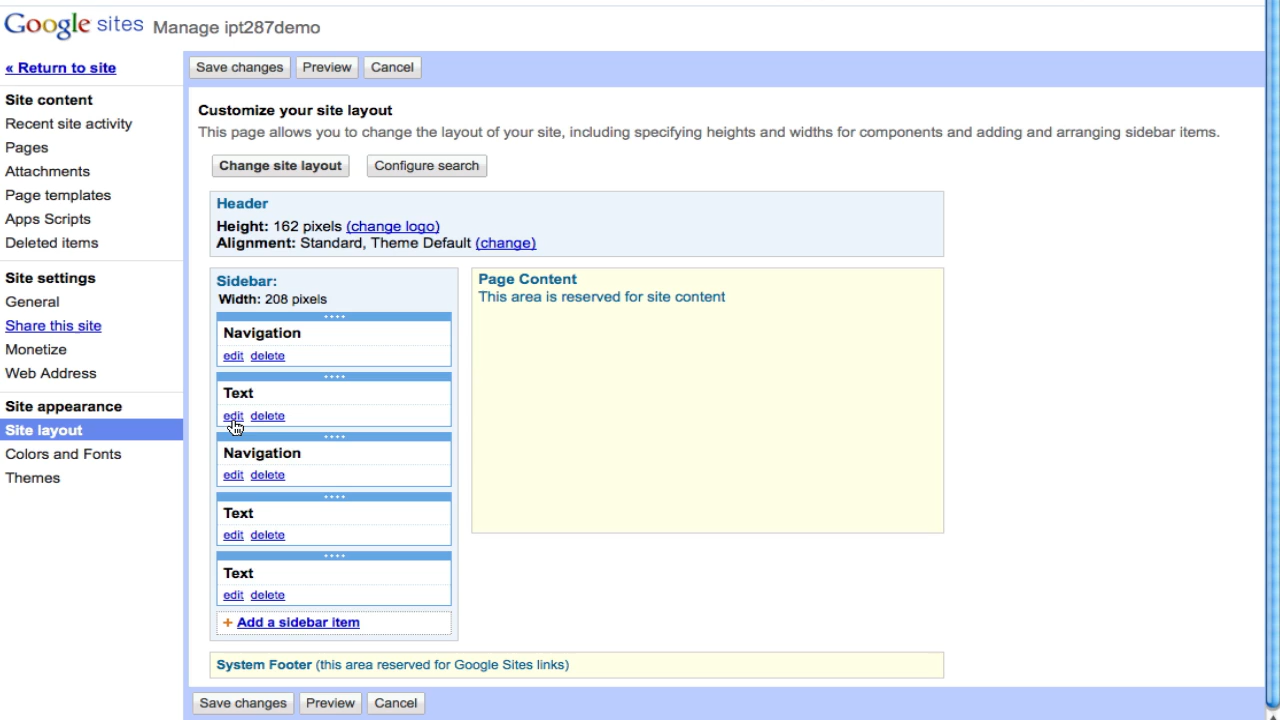 Google sites Manage ipt287demo
« Return to site
Site content
Recent site activity
Pages
Attachments
Page templates
Apps Scripts
Deleted items
Site settings
General
Share this site
Monetize
Web Address
Site appearance
Site layout
Colors and Fonts
Themes
Save changes Preview Cancel
Customize your site layout
This page allows you to change the layout of your site, including specifying heights and widths for components and adding and arranging sidebar items.
Change site layout Configure search
Header
Height: 162 pixels (change logo)
Alignment: Standard, Theme Default (change)
Sidebar:
Width: 208 pixels
Navigation
edit delete
Text
edit delete
Navigation
edit delete
Text
edit delete
Text
edit delete
+ Add a sidebar item
Page Content
This area is reserved for site content
System Footer (this area reserved for Google Sites links)
Save changes Preview Cancel